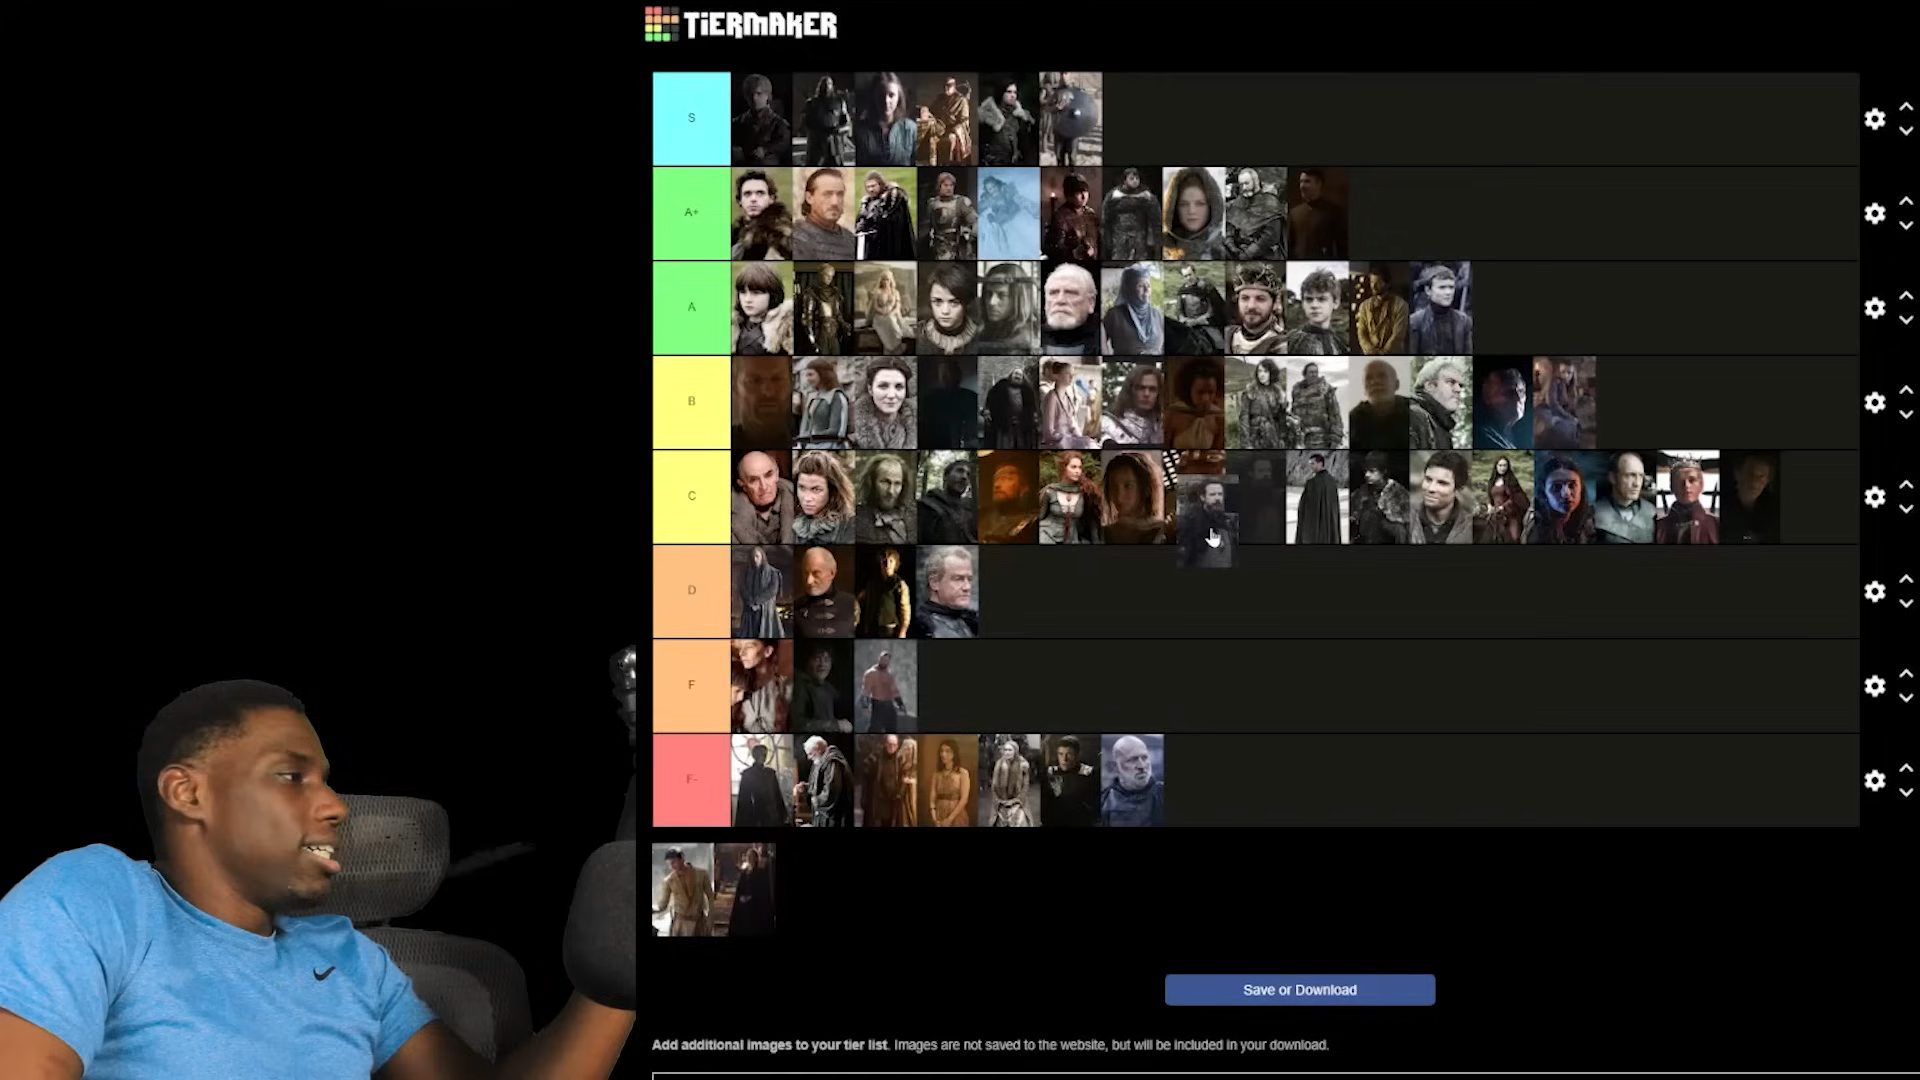 TiERMAKER
S
A+
A
B
C
D
F
F-
Save or Download
Add additional images to your tier list. Images are not saved to the website, but will be included in your download.